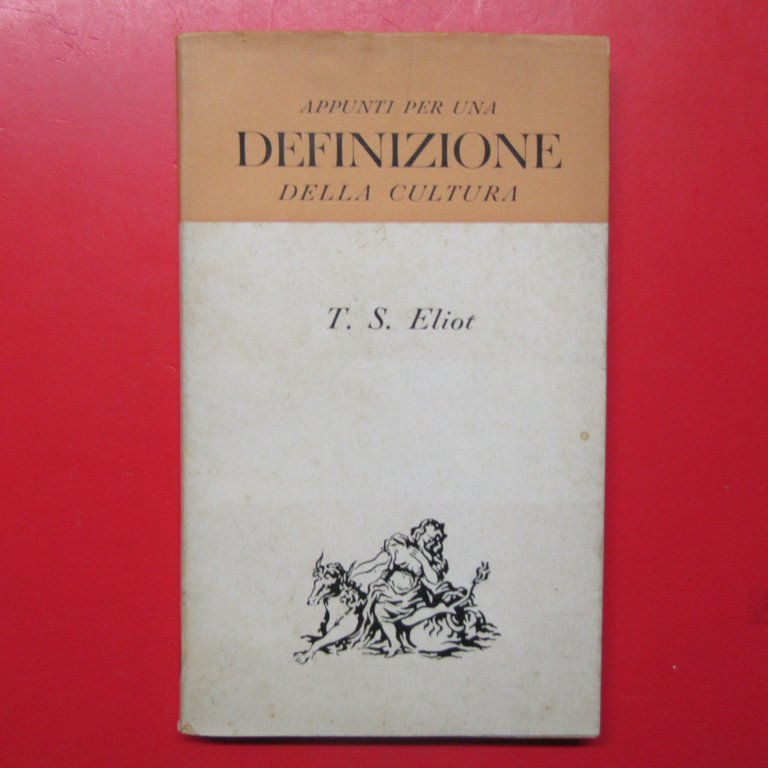 APPUNTI PER UNA
DEFINIZIONE
DELLA CULTURA
T. S. Eliot